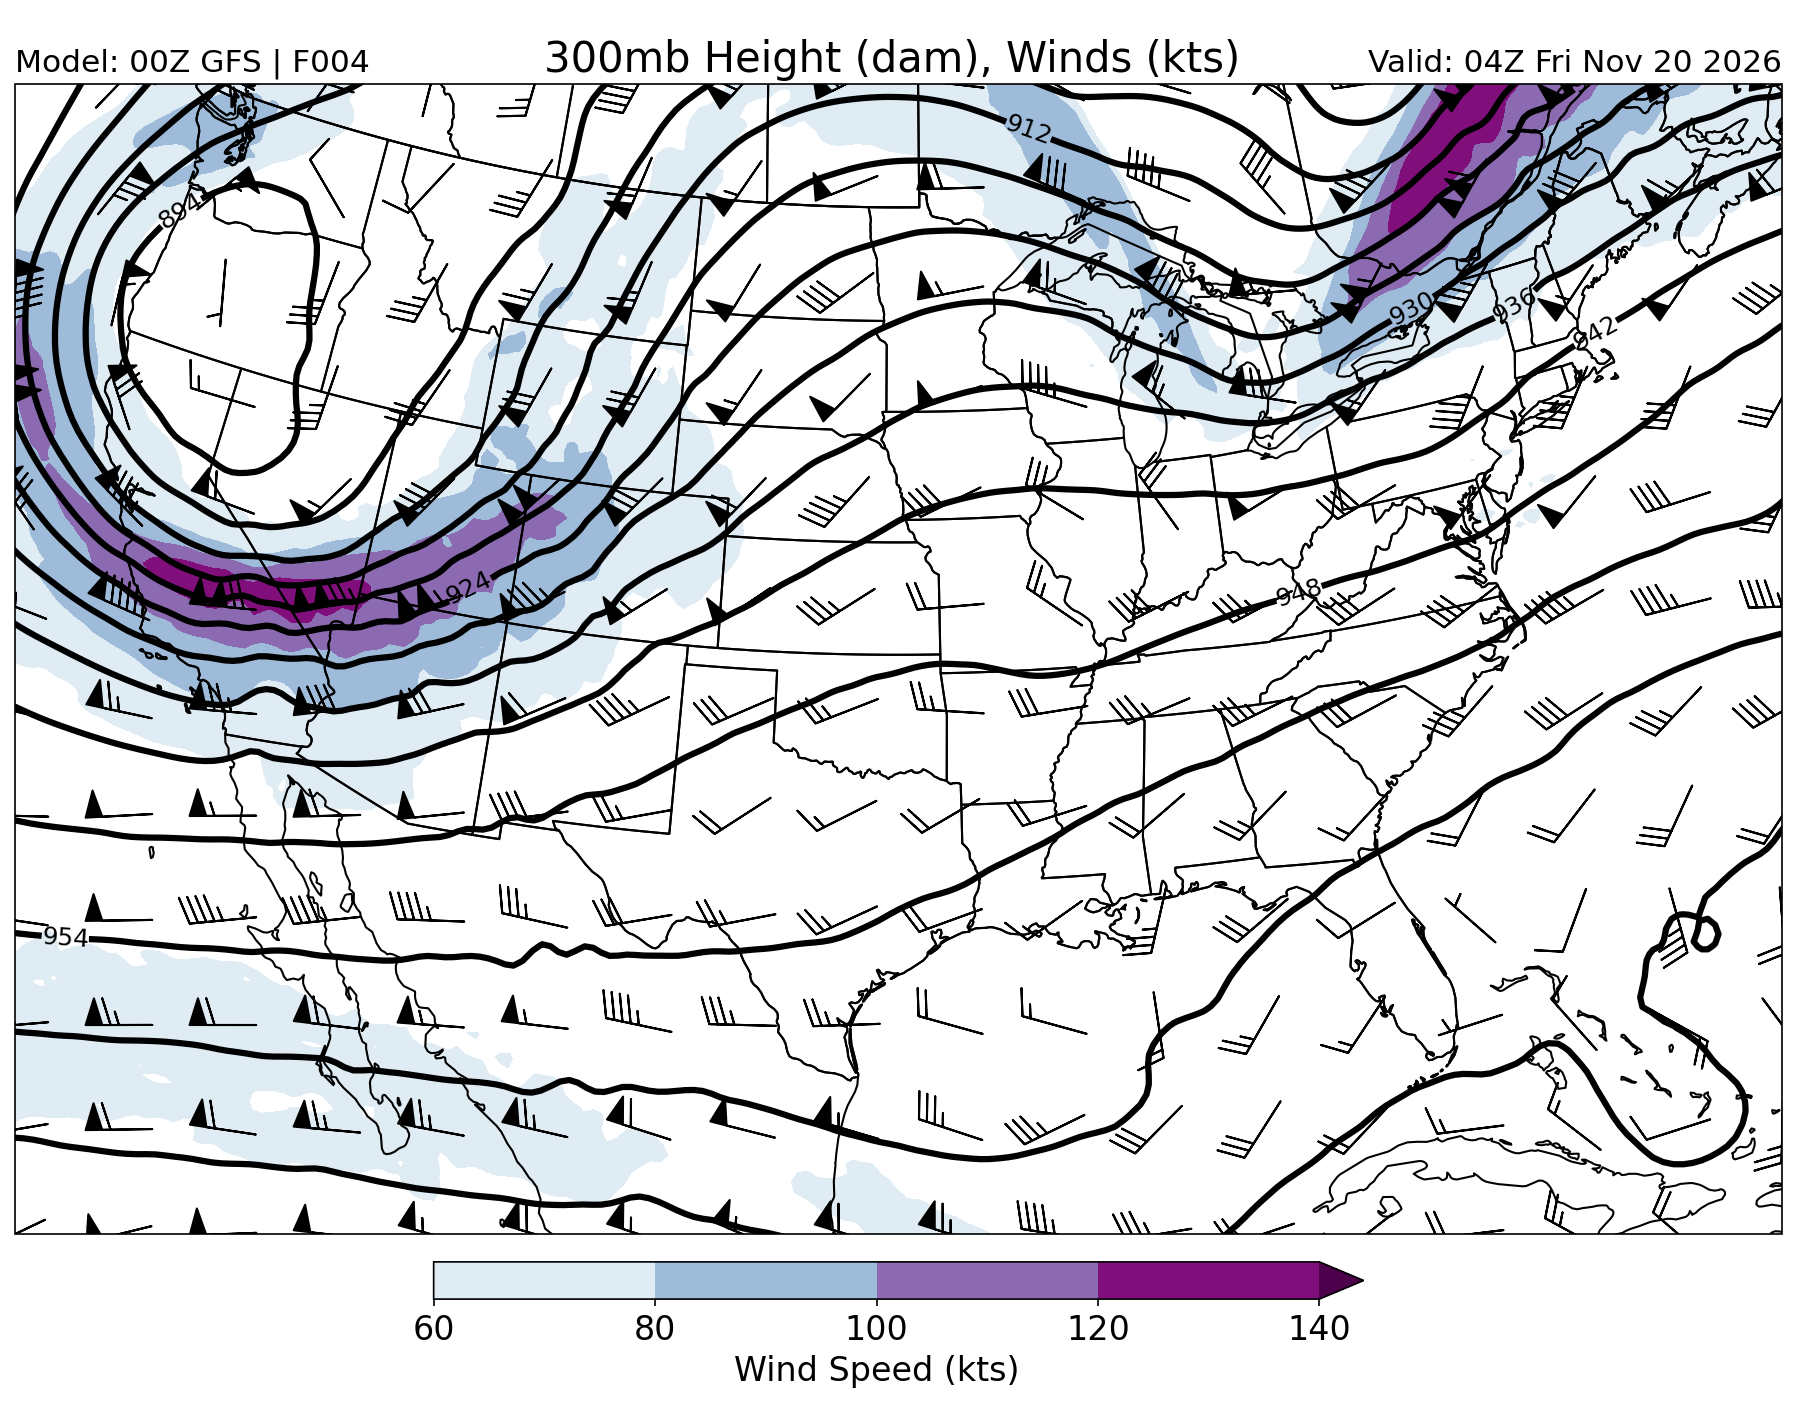 Model: 00Z GFS | F004
300mb Height (dam), Winds (kts)
Valid: 04Z Fri Nov 20 2026
912
894
930
936
942
924
948
954
60 80 100 120 140
Wind Speed (kts)